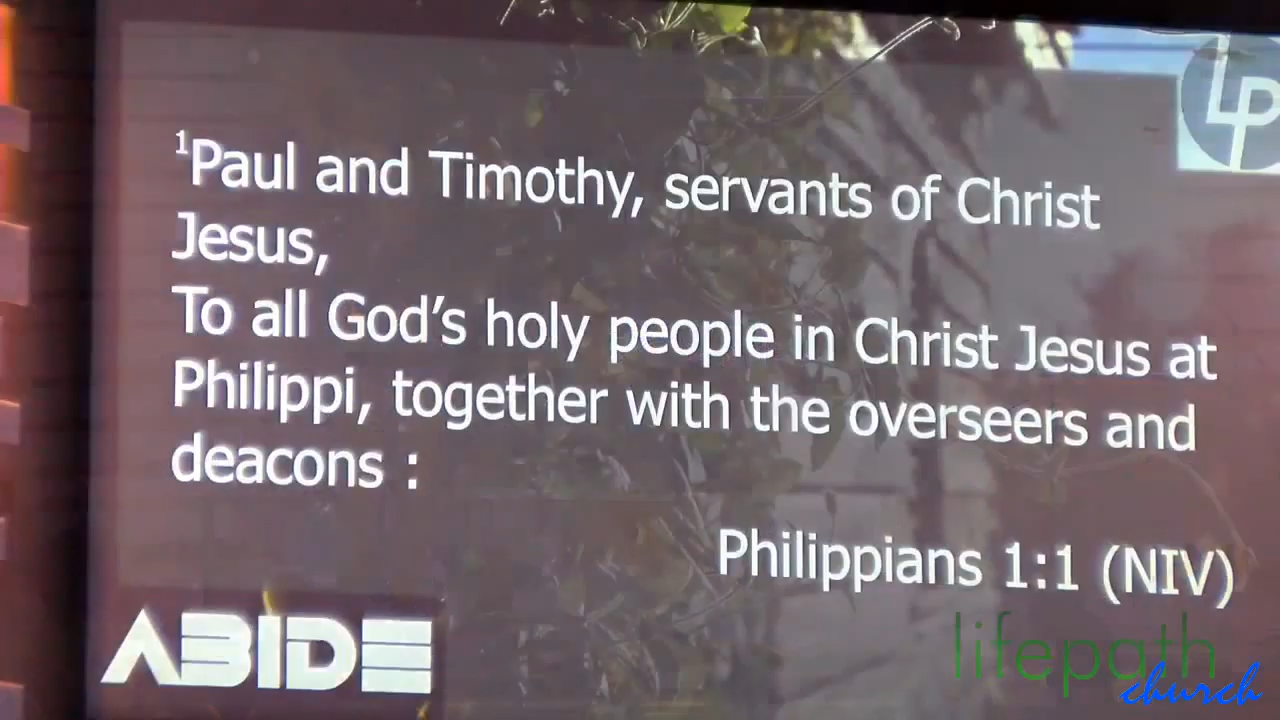 LP
¹Paul and Timothy, servants of Christ
Jesus,
To all God’s holy people in Christ Jesus at
Philippi, together with the overseers and
deacons :
Philippians 1:1 (NIV)
ABIDE
lifepath
church